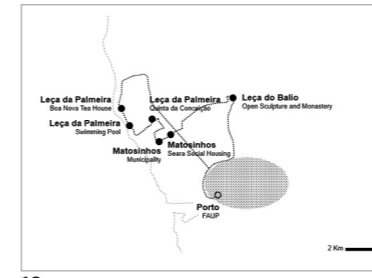 Leça da Palmeira
Boa Nova Tea House
Leça da Palmeira
Quinta da Conceição
Leça do Balio
Open Sculpture and Monastery
Leça da Palmeira
Swimming Pool
Matosinhos
Seara Social Housing
Matosinhos
Municipality
Porto
FAUP
2 Km